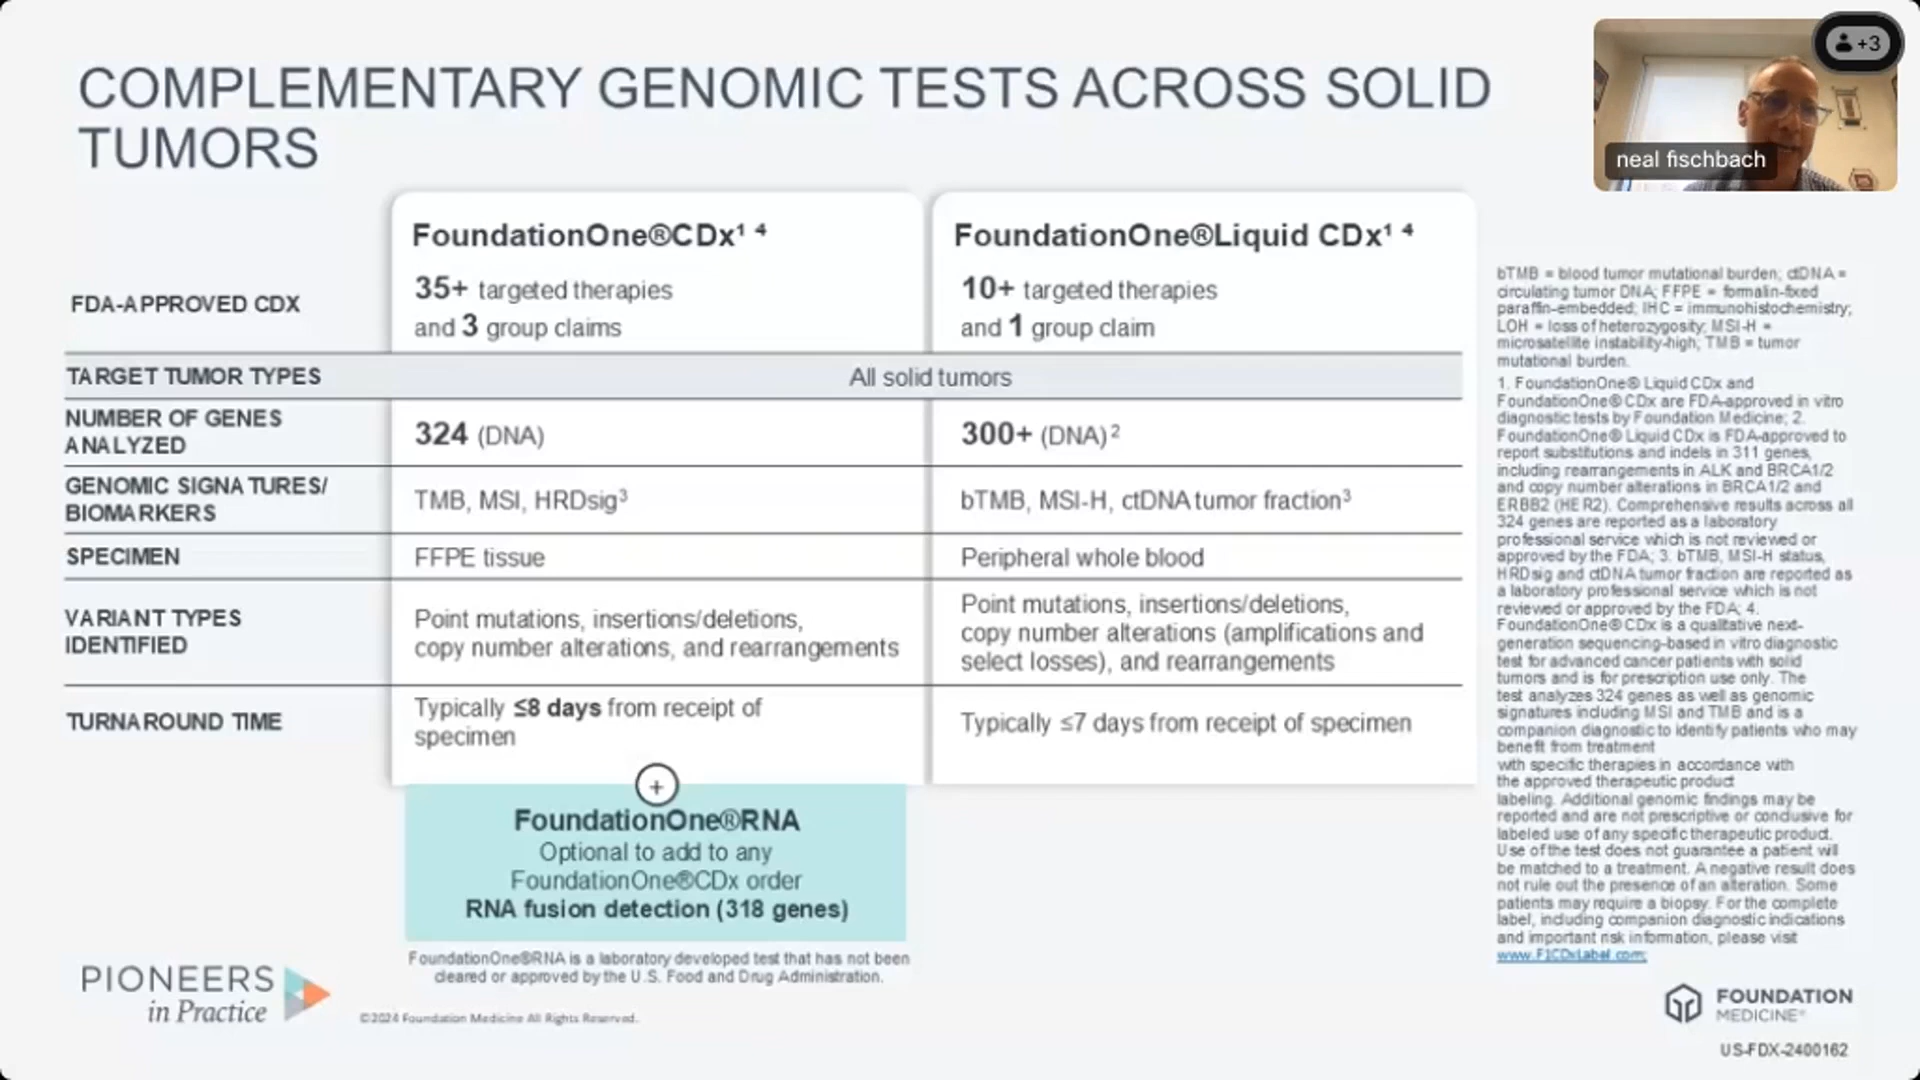 COMPLEMENTARY GENOMIC TESTS ACROSS SOLID
TUMORS
+3
neal fischbach
FoundationOne®CDx¹ ⁴
FoundationOne®Liquid CDx¹ ⁴
FDA-APPROVED CDX
35+ targeted therapies
and 3 group claims
10+ targeted therapies
and 1 group claim
TARGET TUMOR TYPES
All solid tumors
NUMBER OF GENES
ANALYZED
324 (DNA)
300+ (DNA)²
GENOMIC SIGNATURES/
BIOMARKERS
TMB, MSI, HRDsig³
bTMB, MSI-H, ctDNA tumor fraction³
SPECIMEN
FFPE tissue
Peripheral whole blood
VARIANT TYPES
IDENTIFIED
Point mutations, insertions/deletions,
copy number alterations, and rearrangements
Point mutations, insertions/deletions,
copy number alterations (amplifications and
select losses), and rearrangements
TURNAROUND TIME
Typically ≤8 days from receipt of
specimen
Typically ≤7 days from receipt of specimen
+
FoundationOne®RNA
Optional to add to any
FoundationOne®CDx order
RNA fusion detection (318 genes)
FoundationOne®RNA is a laboratory developed test that has not been
cleared or approved by the U.S. Food and Drug Administration.
bTMB = blood tumor mutational burden; ctDNA =
circulating tumor DNA; FFPE = formalin-fixed
paraffin-embedded; IHC = immunohistochemistry;
LOH = loss of heterozygosity; MSI-H =
microsatellite instability-high; TMB = tumor
mutational burden.
1. FoundationOne® Liquid CDx and
FoundationOne® CDx are FDA-approved in vitro
diagnostic tests by Foundation Medicine; 2.
FoundationOne® Liquid CDx is FDA-approved to
report substitutions and indels in 311 genes,
including rearrangements in ALK and BRCA1/2
and copy number alterations in BRCA1/2 and
ERBB2 (HER2). Comprehensive results across all
324 genes are reported as a laboratory
professional service which is not reviewed or
approved by the FDA; 3. bTMB, MSI-H status,
HRDsig and ctDNA tumor fraction are reported as
a laboratory professional service which is not
reviewed or approved by the FDA; 4.
FoundationOne® CDx is a qualitative next-
generation sequencing-based in vitro diagnostic
test for advanced cancer patients with solid
tumors and is for prescription use only. The
test analyzes 324 genes as well as genomic
signatures including MSI and TMB and is a
companion diagnostic to identify patients who may
benefit from treatment
with specific therapies in accordance with
the approved therapeutic product
labeling. Additional genomic findings may be
reported and are not prescriptive or conclusive for
labeled use of any specific therapeutic product.
Use of the test does not guarantee a patient will
be matched to a treatment. A negative result does
not rule out the presence of an alteration. Some
patients may require a biopsy. For the complete
label, including companion diagnostic indications
and important risk information, please visit
www.F1CDxLabel.com;
PIONEERS
in Practice
©2024 Foundation Medicine All Rights Reserved.
FOUNDATION
MEDICINE®
US-FDX-2400162